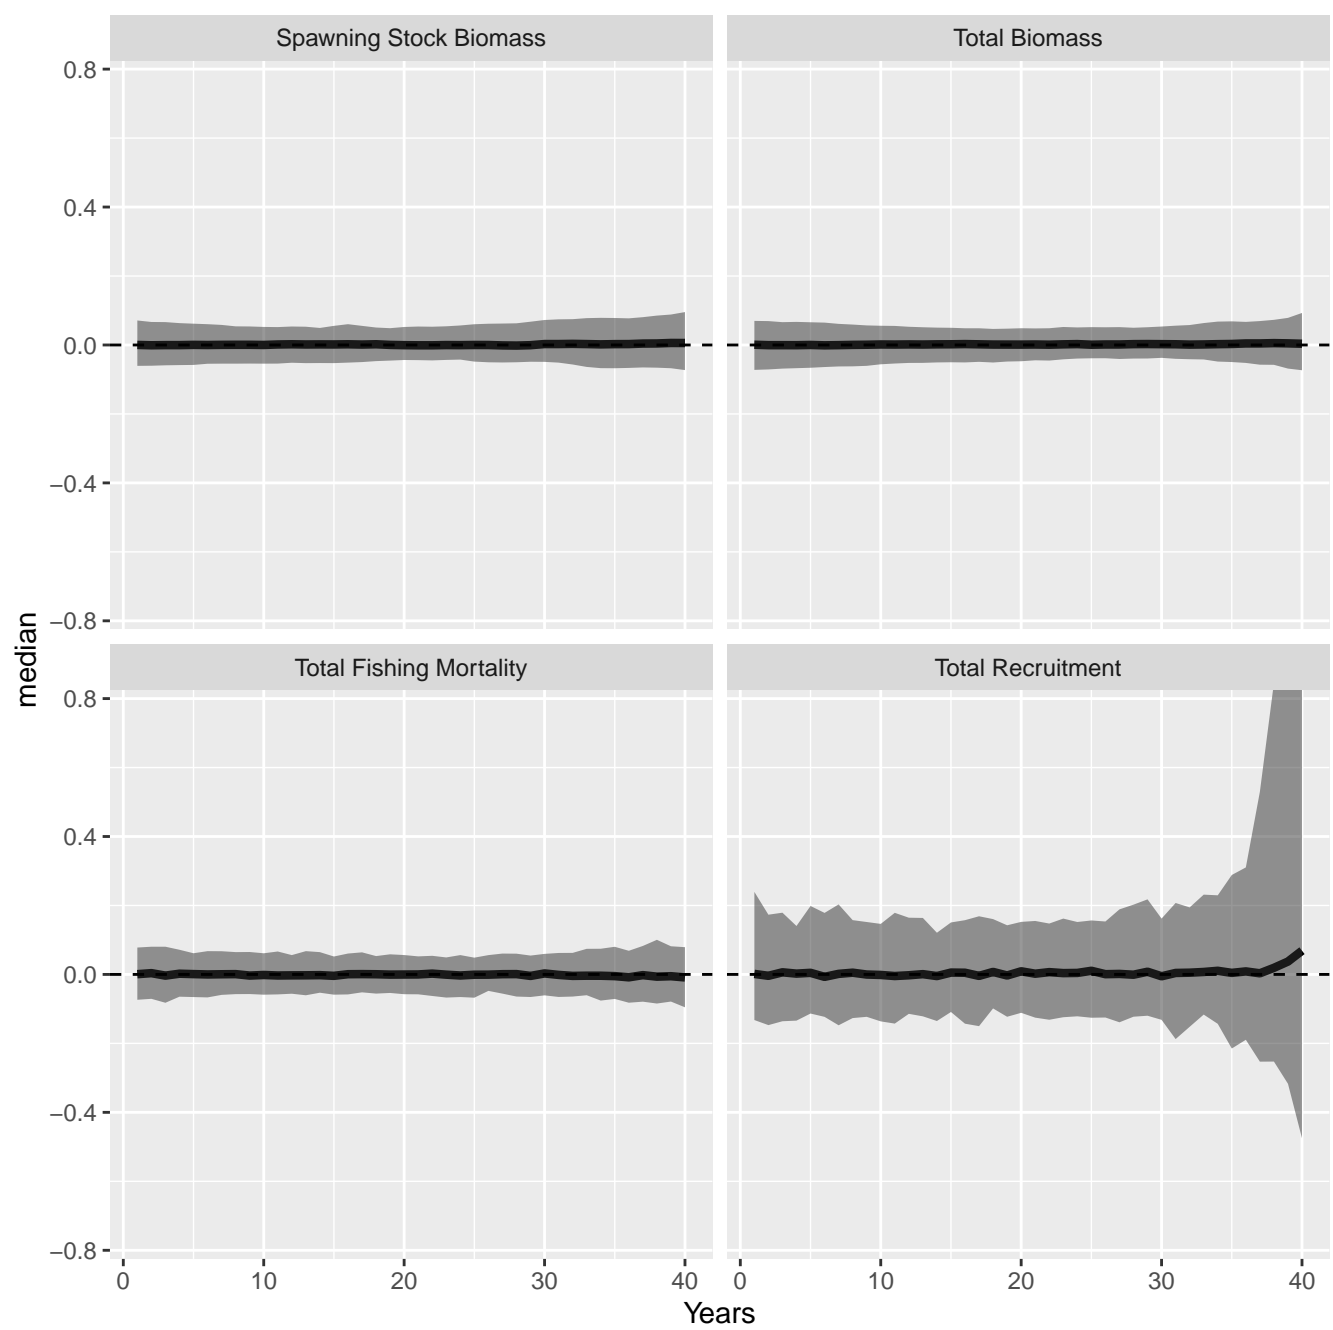 Spawning Stock Biomass
Total Biomass
0.8
0.4
0.0
−0.4
−0.8
Total Fishing Mortality
Total Recruitment
0.8
0.4
0.0
−0.4
−0.8
median
0 10 20 30 40
0 10 20 30 40
Years